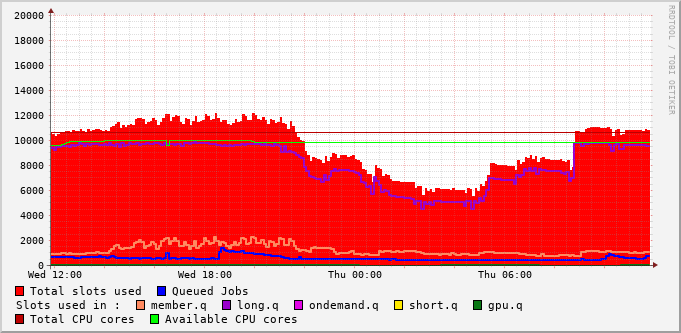 20000
18000
16000
14000
12000
10000
8000
6000
4000
2000
0
Wed 12:00 Wed 18:00 Thu 00:00 Thu 06:00
Total slots used Queued Jobs
Slots used in : member.q long.q ondemand.q short.q gpu.q
Total CPU cores Available CPU cores
RRDTOOL / TOBI OETIKER